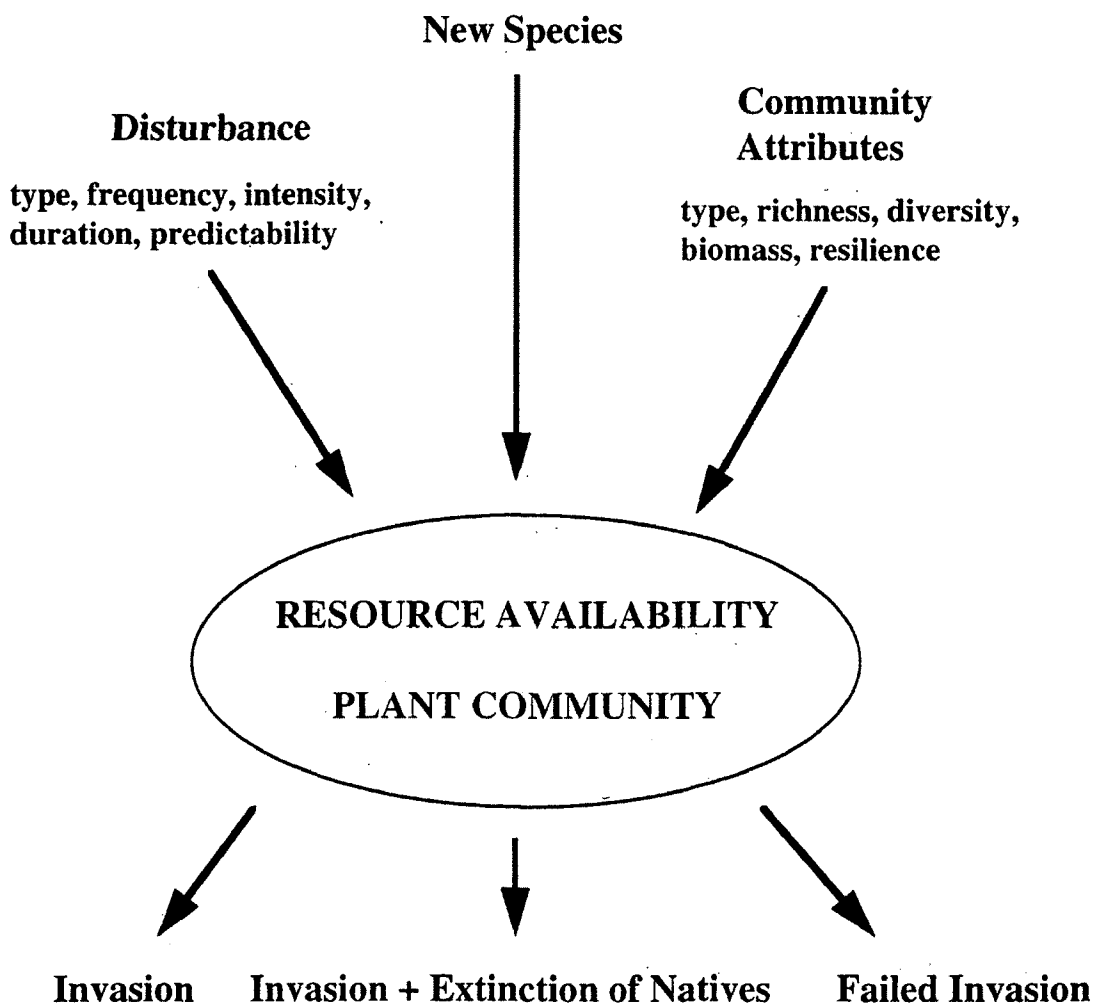 New Species
Disturbance
type, frequency, intensity,
duration, predictability
Community
Attributes
type, richness, diversity,
biomass, resilience
RESOURCE AVAILABILITY
PLANT COMMUNITY
Invasion
Invasion + Extinction of Natives
Failed Invasion